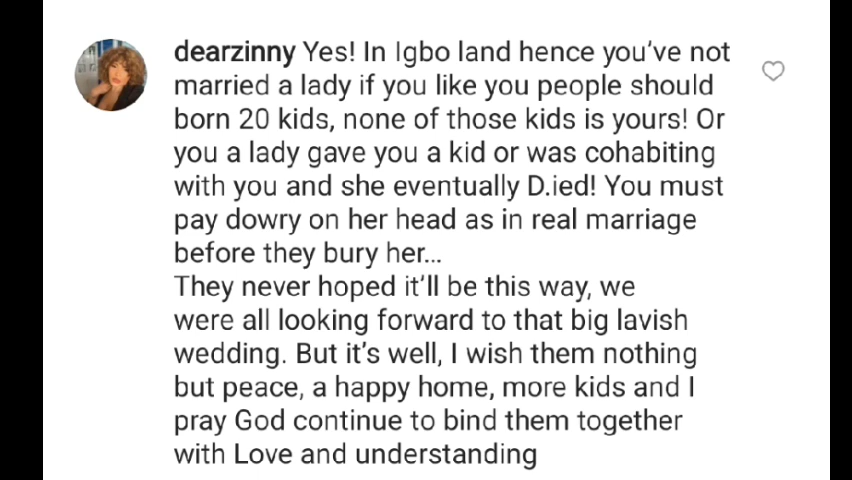 dearzinny Yes! In Igbo land hence you've not
married a lady if you like you people should
born 20 kids, none of those kids is yours! Or
you a lady gave you a kid or was cohabiting
with you and she eventually D.ied! You must
pay dowry on her head as in real marriage
before they bury her...
They never hoped it'll be this way, we
were all looking forward to that big lavish
wedding. But it's well, I wish them nothing
but peace, a happy home, more kids and I
pray God continue to bind them together
with Love and understanding